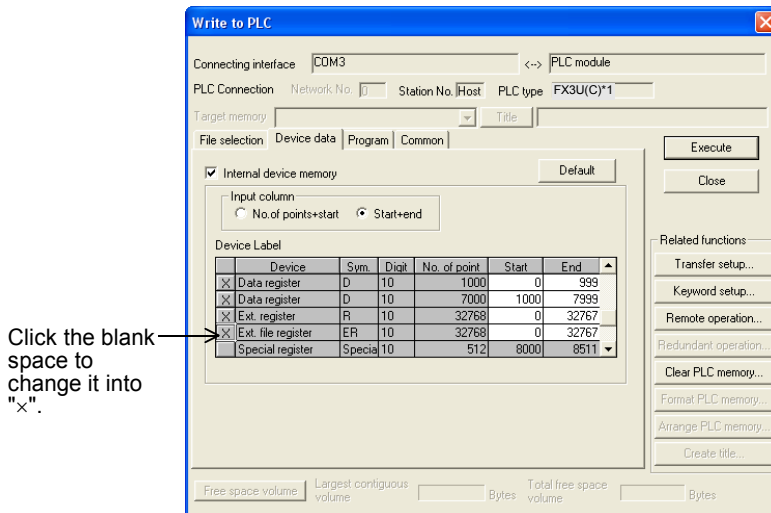 Write to PLC
Connecting interface COM3 <--> PLC module
PLC Connection Network No. 0 Station No. Host PLC type FX3U(C)*1
Target memory Title
File selection Device data Program Common
Execute
Internal device memory Default
Close
Input column
No.of points+start Start+end
Related functions
Device Label
Transfer setup...
Device Sym. Digit No. of point Start End
X Data register D 10 1000 0 999
Keyword setup...
X Data register D 10 7000 1000 7999
X Ext. register R 10 32768 0 32767
Remote operation...
X Ext. file register ER 10 32768 0 32767
Special register Specia 10 512 8000 8511
Redundant operation...
Click the blank
space to
change it into
"×".
Clear PLC memory...
Format PLC memory...
Arrange PLC memory...
Create title...
Free space volume Largest contiguous volume Bytes Total free space volume Bytes